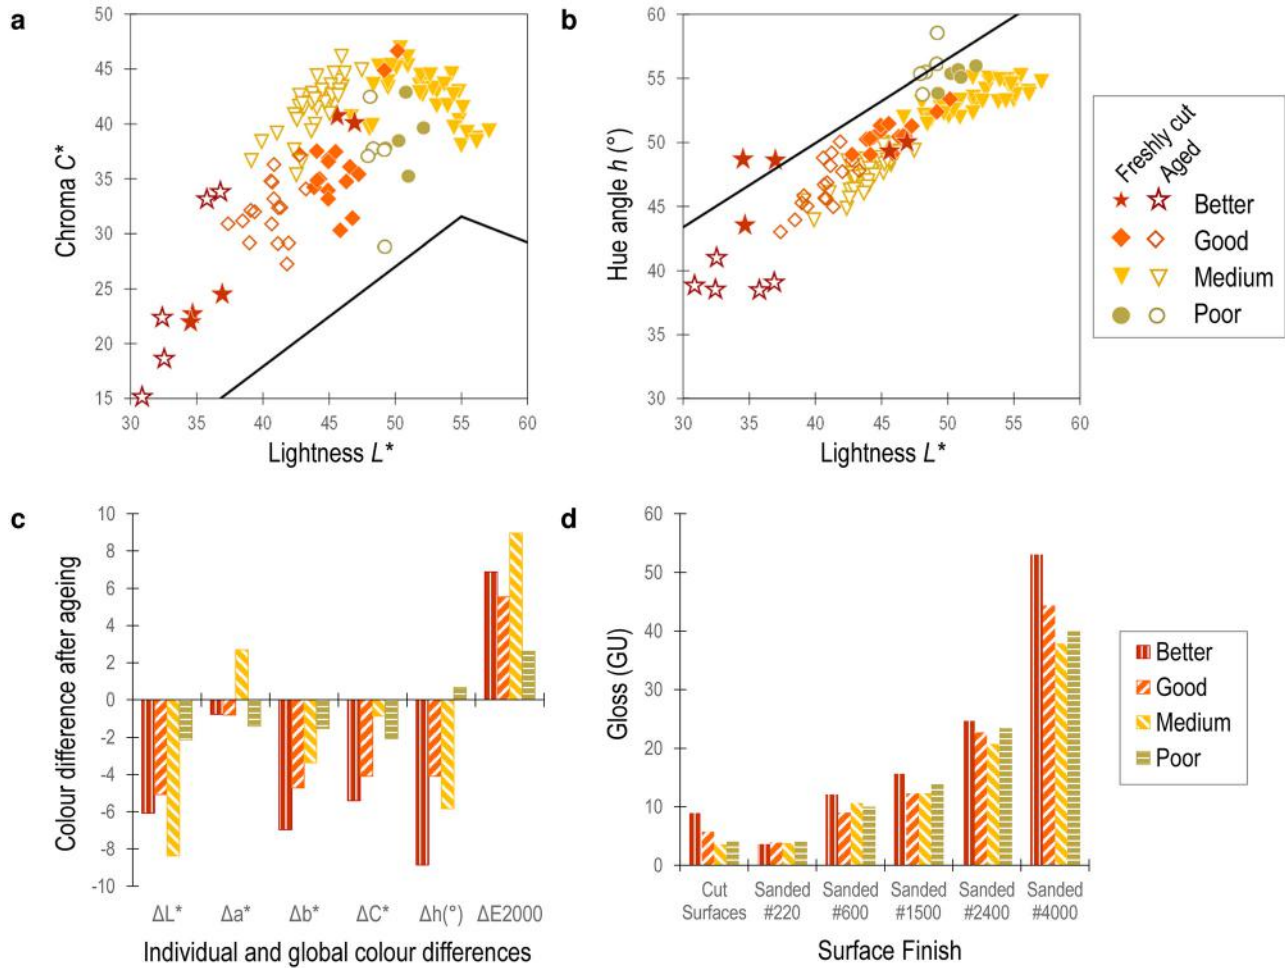 a
50
45
40
35
30
25
20
15
Chroma C*
30 35 40 45 50 55 60
Lightness L*
b
60
55
50
45
40
35
30
Hue angle h (°)
30 35 40 45 50 55 60
Lightness L*
Freshly cut
Aged
Better
Good
Medium
Poor
c
10
8
6
4
2
0
-2
-4
-6
-8
-10
Colour difference after ageing
ΔL* Δa* Δb* ΔC* Δh(°) ΔE2000
Individual and global colour differences
d
60
50
40
30
20
10
0
Gloss (GU)
Cut Sanded Sanded Sanded Sanded Sanded
Surfaces #220 #600 #1500 #2400 #4000
Surface Finish
Better
Good
Medium
Poor